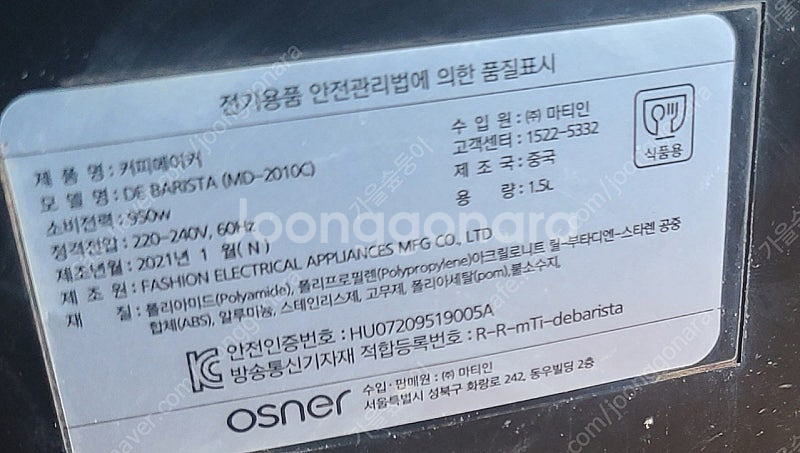 전기용품 안전관리법에 의한 품질표시
제 품 명 : 커피메이커
모 델 명 : DE BARISTA (MD-2010C)
소비전력 : 950w
정격전압 : 220-240V, 60Hz
제조년월 : 2021년 1 월( N )
제 조 원 : FASHION ELECTRICAL APPLIANCES MFG CO., LTD
재 질 : 폴리아미드(Polyamide), 폴리프로필렌(Polypropylene)아크릴로니트 릴-부타디엔-스타렌 공중
합체(ABS), 알루미늄, 스테인리스제, 고무제, 폴리아세탈(pom),불소수지,
수 입 원 : ㈜ 마티인
고객센터 : 1522-5332
제 조 국 : 중국
용 량 : 1.5L
식품용
안전인증번호 : HU07209519005A
방송통신기자재 적합등록번호 : R-R-mTi-debarista
osner
수입·판매원 : ㈜ 마티인
서울특별시 성북구 화랑로 242, 동우빌딩 2층
Joonggonara